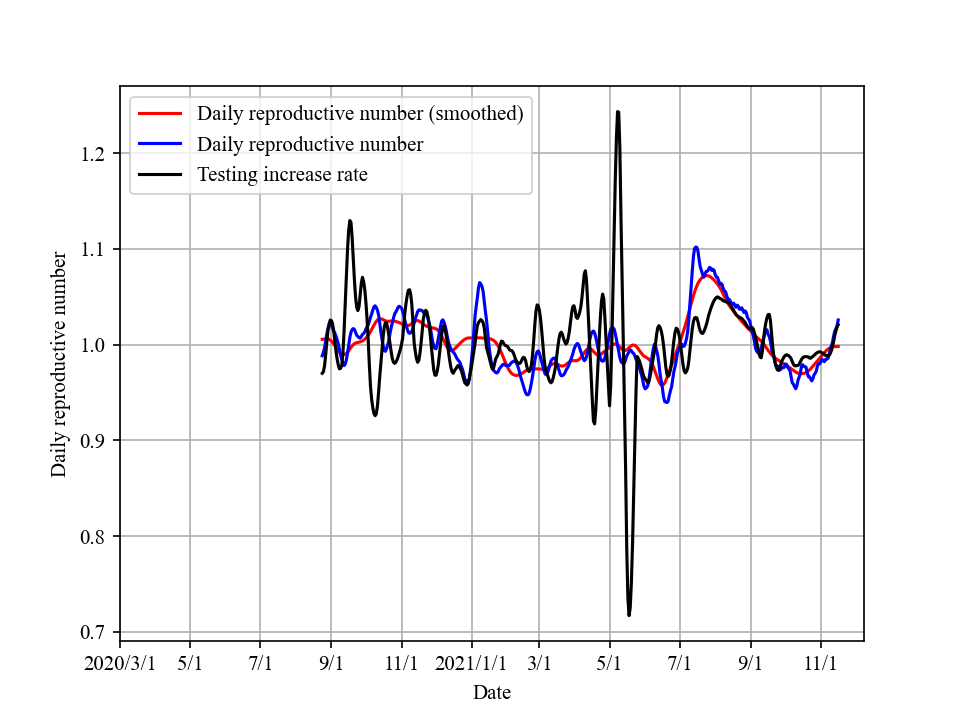 Daily reproductive number (smoothed)
Daily reproductive number
Testing increase rate
Daily reproductive number
1.2
1.1
1.0
0.9
0.8
0.7
2020/3/1 5/1 7/1 9/1 11/1 2021/1/1 3/1 5/1 7/1 9/1 11/1
Date